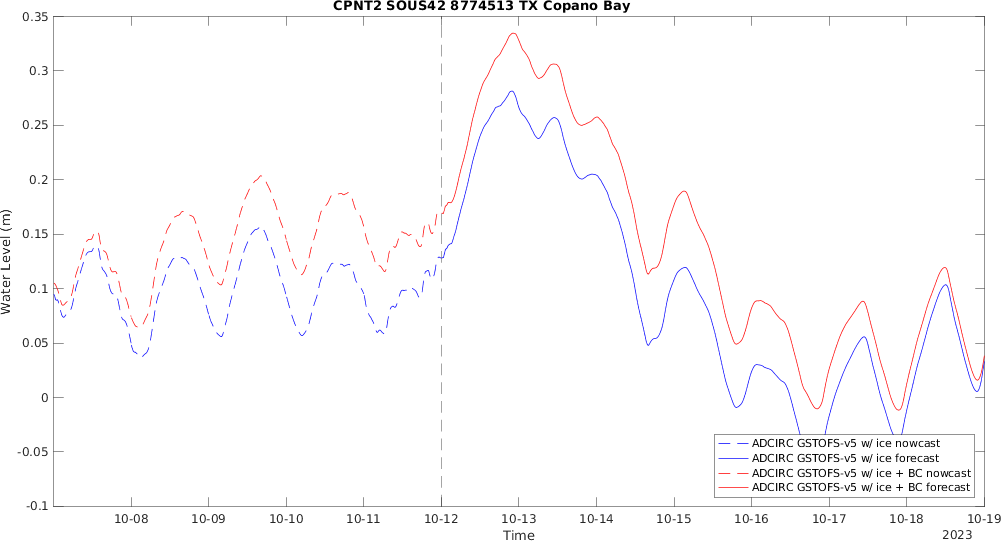 CPNT2 SOUS42 8774513 TX Copano Bay
Water Level (m)
0.35
0.3
0.25
0.2
0.15
0.1
0.05
0
-0.05
-0.1
ADCIRC GSTOFS-v5 w/ ice nowcast
ADCIRC GSTOFS-v5 w/ ice forecast
ADCIRC GSTOFS-v5 w/ ice + BC nowcast
ADCIRC GSTOFS-v5 w/ ice + BC forecast
10-08 10-09 10-10 10-11 10-12 10-13 10-14 10-15 10-16 10-17 10-18 10-19
Time
2023